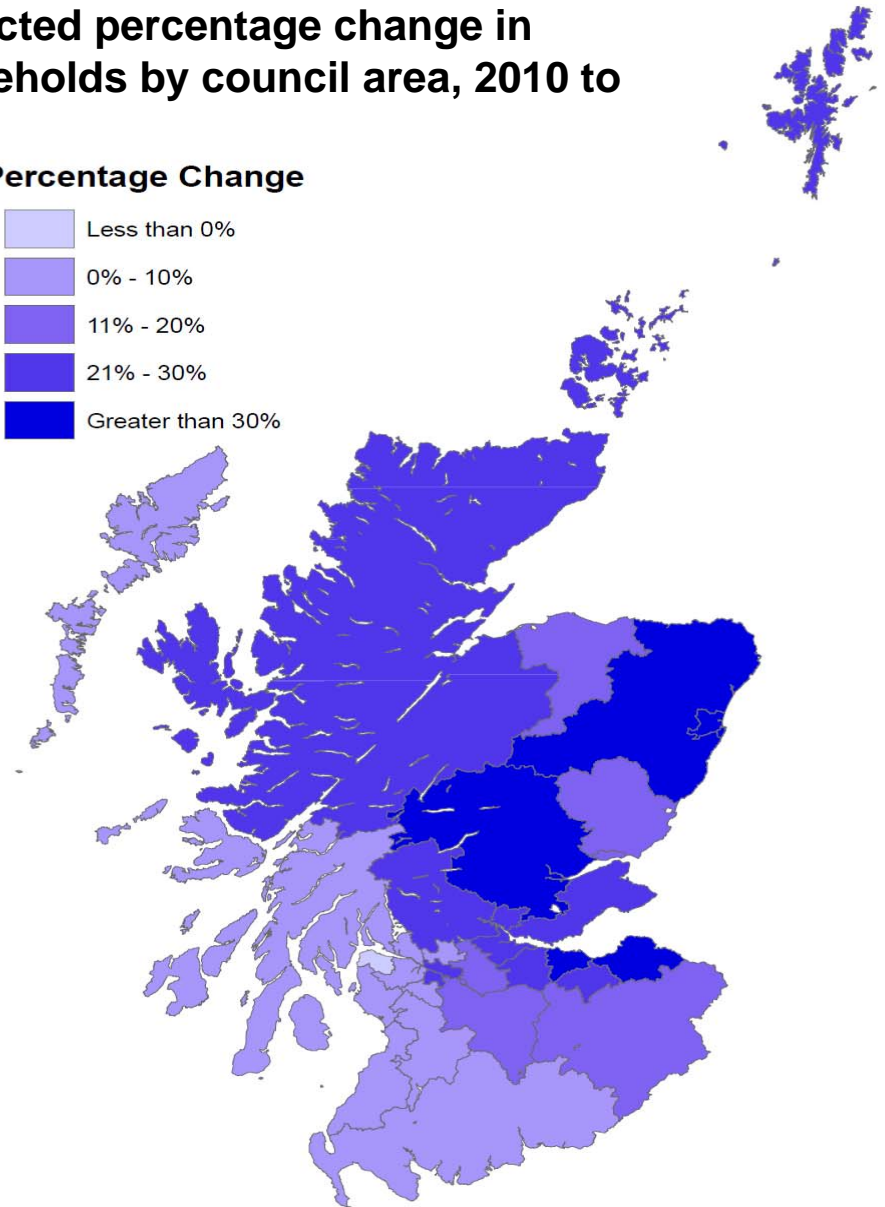 cted percentage change in
eholds by council area, 2010 to
Percentage Change
Less than 0%
0% - 10%
11% - 20%
21% - 30%
Greater than 30%